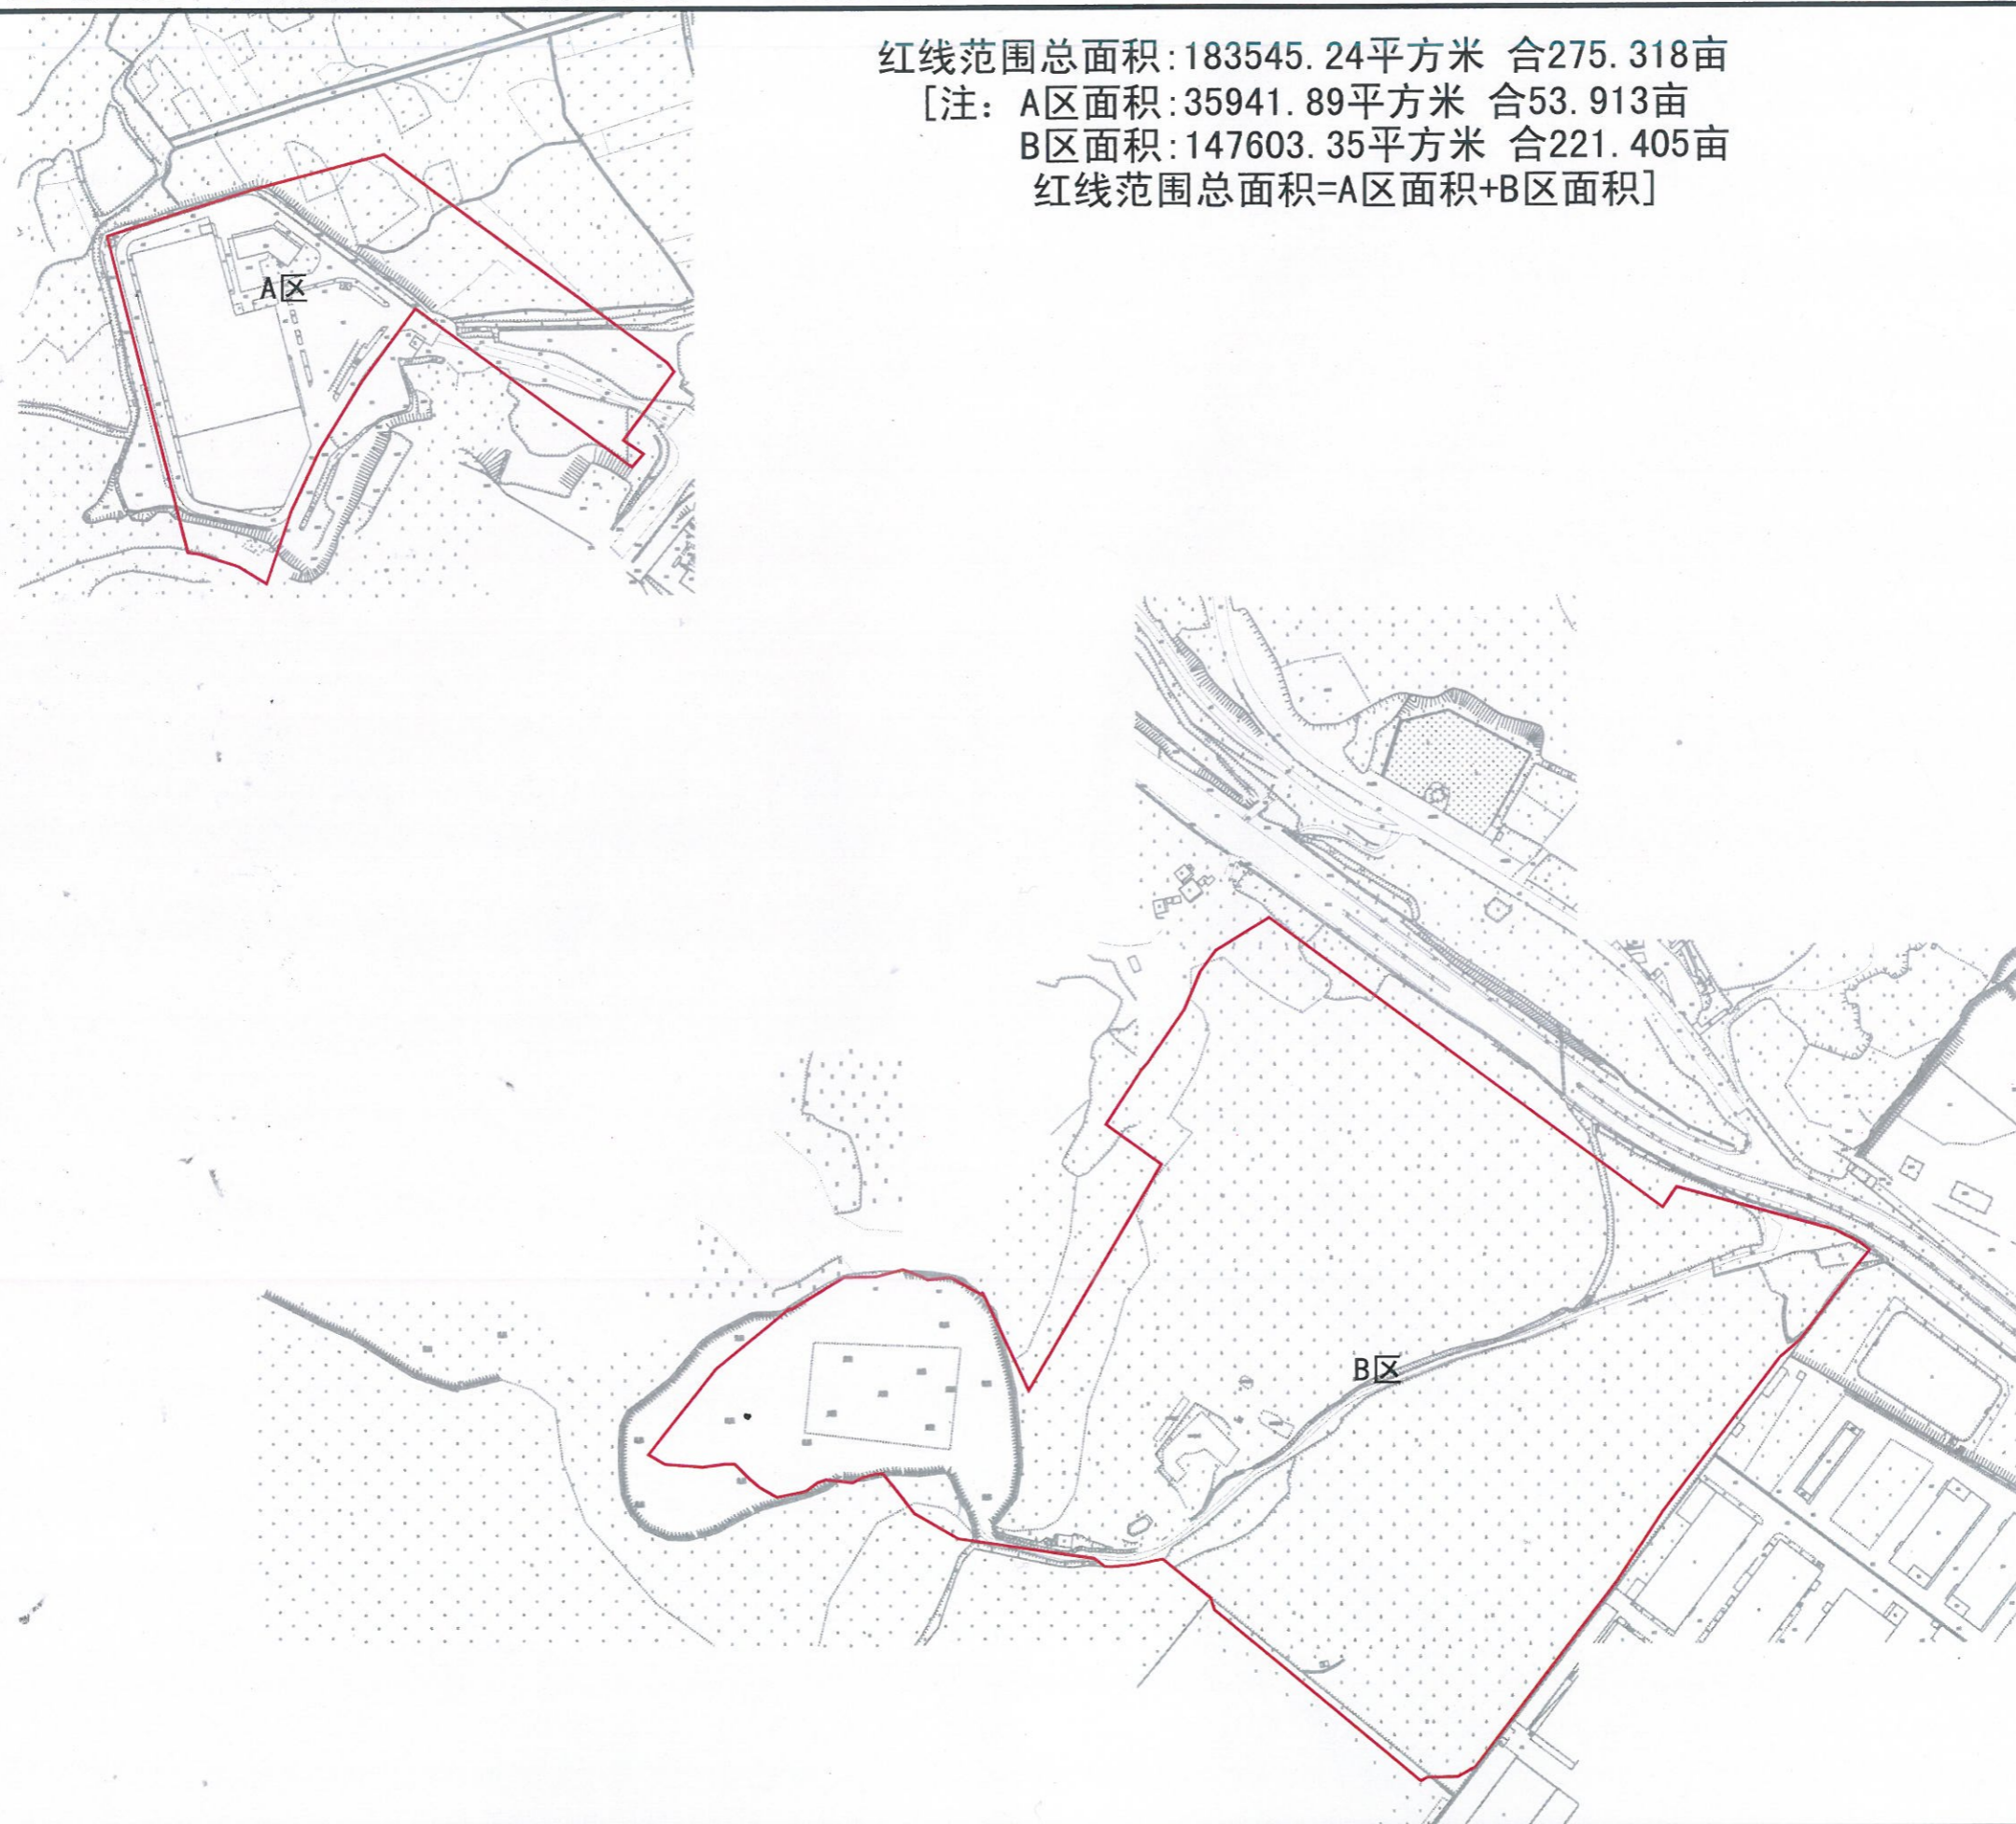 红线范围总面积:183545.24平方米 合275.318亩
[注: A区面积:35941.89平方米 合53.913亩
B区面积:147603.35平方米 合221.405亩
红线范围总面积=A区面积+B区面积]
A区
B区